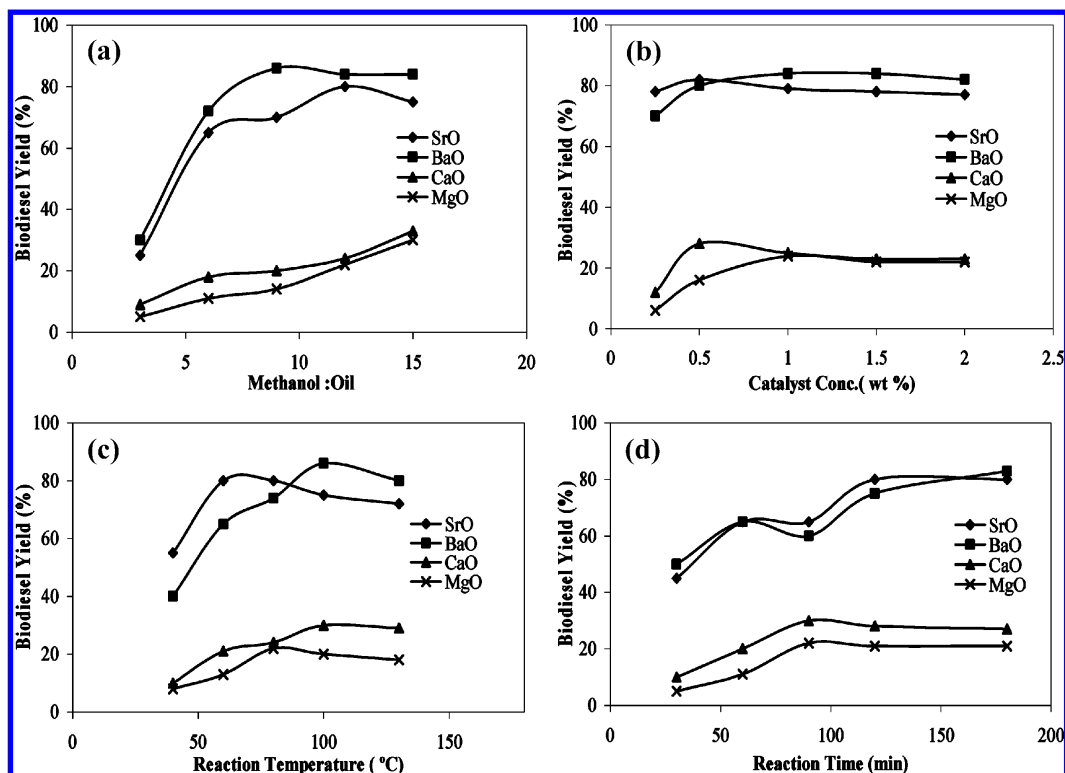 (a)
100
80
60
40
20
0
Biodiesel Yield (%)
SrO
BaO
CaO
MgO
0 5 10 15 20
Methanol :Oil
(b)
100
80
60
40
20
0
Biodiesel Yield (%)
SrO
BaO
CaO
MgO
0 0.5 1 1.5 2 2.5
Catalyst Conc.( wt %)
(c)
100
80
60
40
20
0
Biodiesel Yield (%)
SrO
BaO
CaO
MgO
0 50 100 150
Reaction Temperature ( ºC)
(d)
100
80
60
40
20
0
Biodiesel Yield (%)
SrO
BaO
CaO
MgO
0 50 100 150 200
Reaction Time (min)